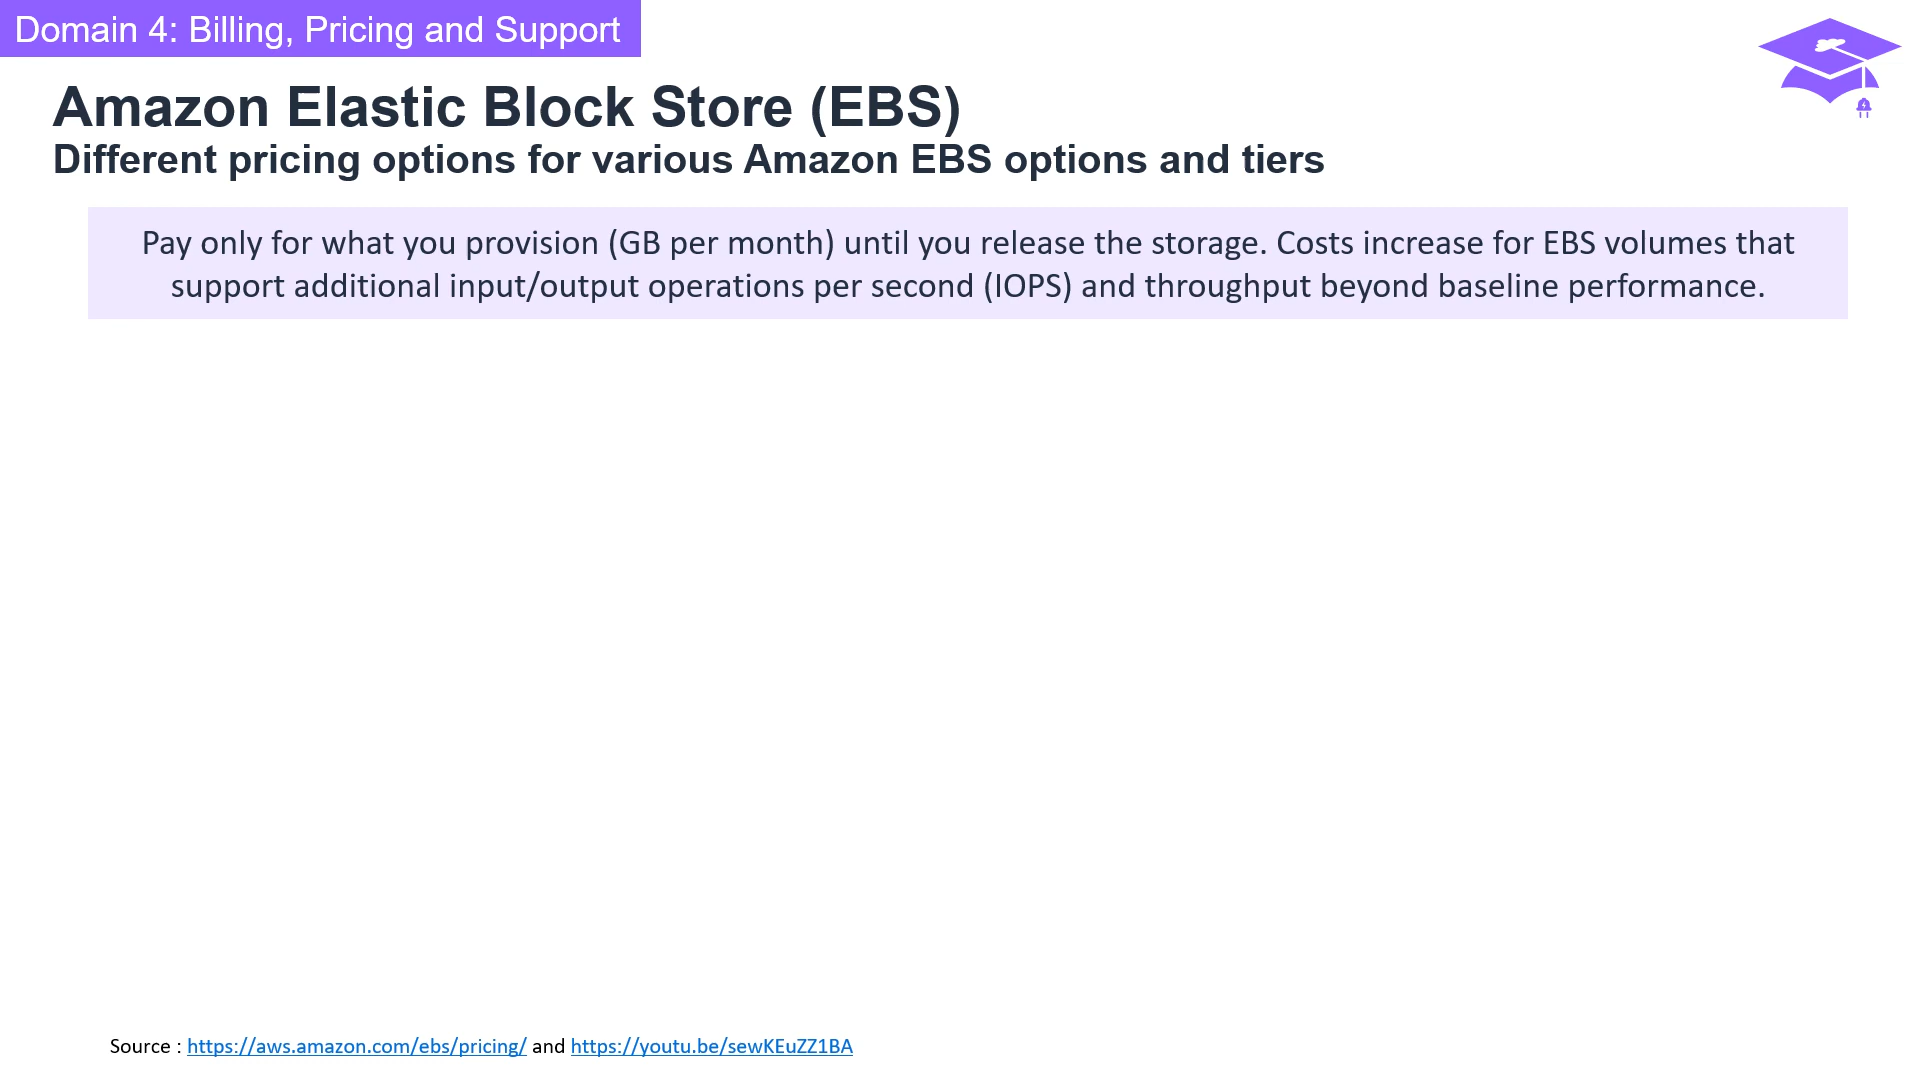 Domain 4: Billing, Pricing and Support
Amazon Elastic Block Store (EBS)
Different pricing options for various Amazon EBS options and tiers
Pay only for what you provision (GB per month) until you release the storage. Costs increase for EBS volumes that
support additional input/output operations per second (IOPS) and throughput beyond baseline performance.
Source : https://aws.amazon.com/ebs/pricing/ and https://youtu.be/sewKEuZZ1BA